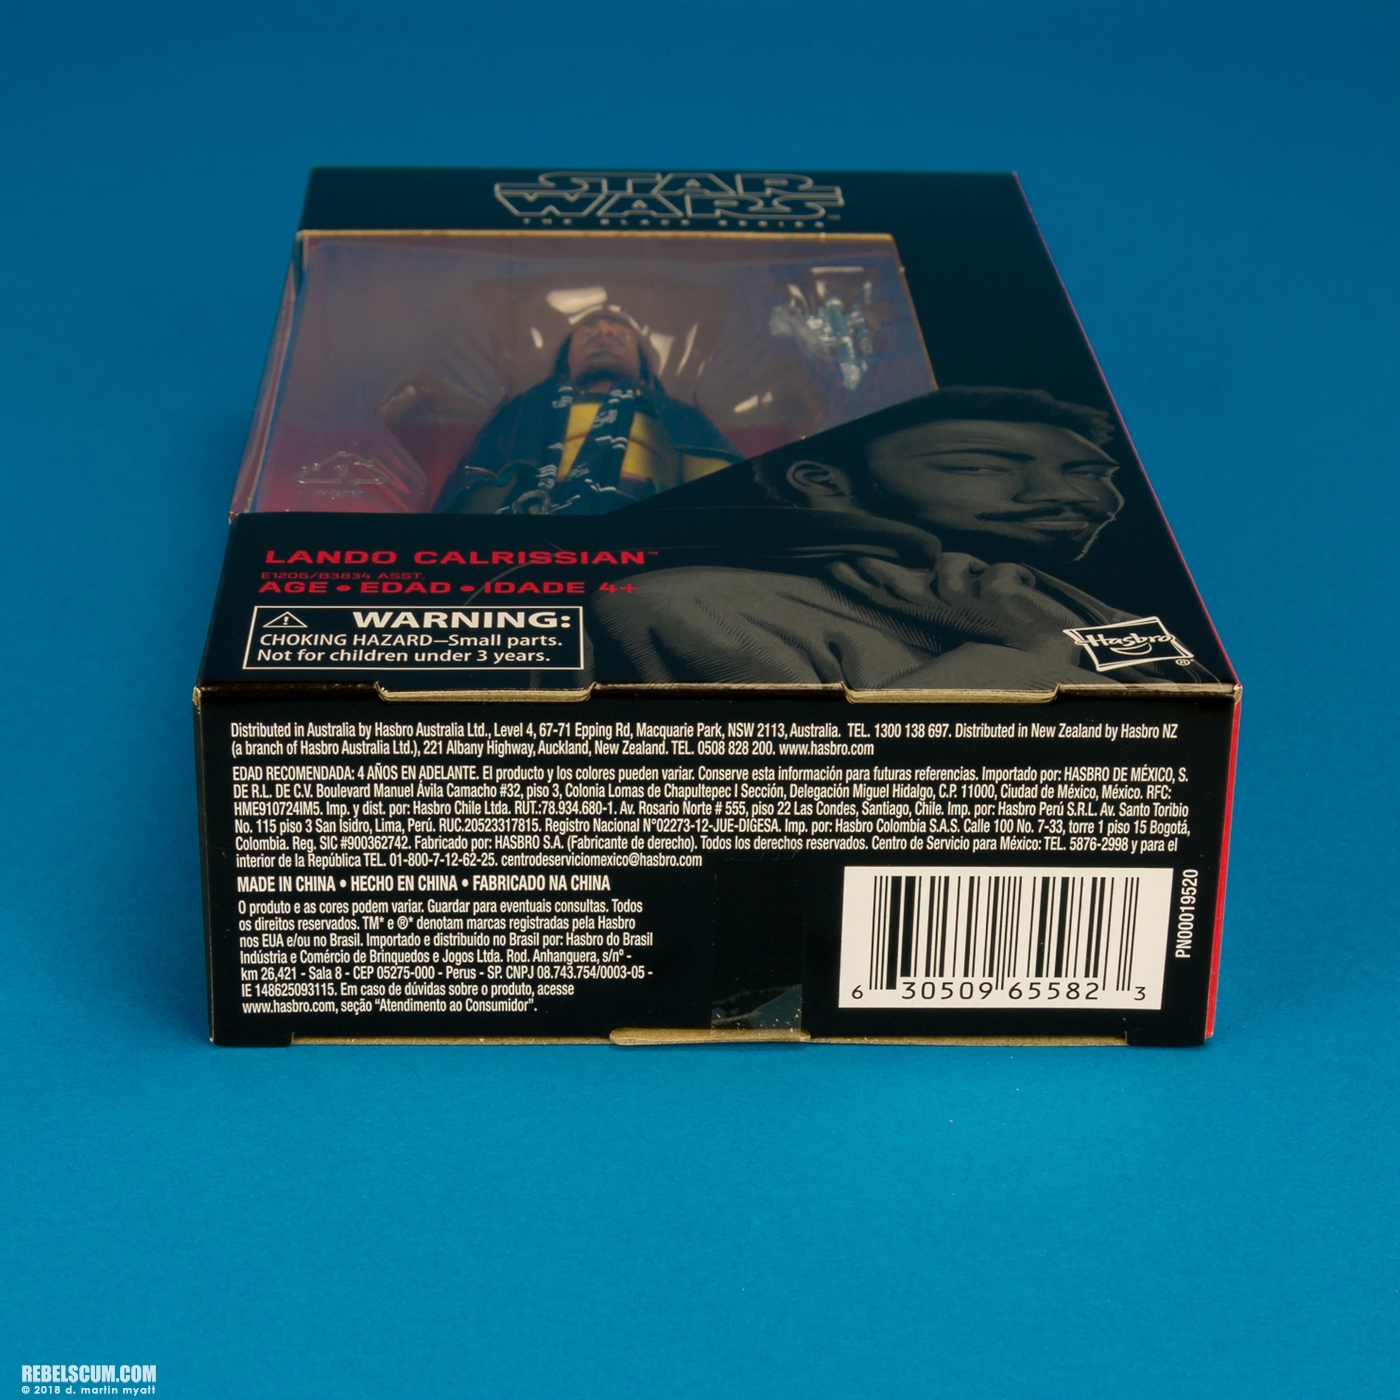 STAR
WARS™
THE BLACK SERIES
LANDO CALRISSIAN™
E1206/B3834 ASST.
AGE • EDAD • IDADE 4+
WARNING:
CHOKING HAZARD—Small parts.
Not for children under 3 years.
Hasbro®
Distributed in Australia by Hasbro Australia Ltd., Level 4, 67-71 Epping Rd, Macquarie Park, NSW 2113, Australia. TEL. 1300 138 697. Distributed in New Zealand by Hasbro NZ
(a branch of Hasbro Australia Ltd.), 221 Albany Highway, Auckland, New Zealand. TEL. 0508 828 200. www.hasbro.com
EDAD RECOMENDADA: 4 AÑOS EN ADELANTE. El producto y los colores pueden variar. Conserve esta información para futuras referencias. Importado por: HASBRO DE MÉXICO, S.
DE R.L. DE C.V. Boulevard Manuel Ávila Camacho #32, piso 3, Colonia Lomas de Chapultepec I Sección, Delegación Miguel Hidalgo, C.P. 11000, Ciudad de México, México. RFC:
HME910724IM5. Imp. y dist. por: Hasbro Chile Ltda. RUT.:78.934.680-1. Av. Rosario Norte # 555, piso 22 Las Condes, Santiago, Chile. Imp. por: Hasbro Perú S.R.L. Av. Santo Toribio
No. 115 piso 3 San Isidro, Lima, Perú. RUC.20523317815. Registro Nacional N°02273-12-JUE-DIGESA. Imp. por: Hasbro Colombia S.A.S. Calle 100 No. 7-33, torre 1 piso 15 Bogotá,
Colombia. Reg. SIC #900362742. Fabricado por: HASBRO S.A. (Fabricante de derecho). Todos los derechos reservados. Centro de Servicio para México: TEL. 5876-2998 y para el
interior de la República TEL. 01-800-7-12-62-25. centrodeserviciomexico@hasbro.com
MADE IN CHINA • HECHO EN CHINA • FABRICADO NA CHINA
O produto e as cores podem variar. Guardar para eventuais consultas. Todos
os direitos reservados. TM* e ®* denotam marcas registradas pela Hasbro
nos EUA e/ou no Brasil. Importado e distribuído no Brasil por: Hasbro do Brasil
Indústria e Comércio de Brinquedos e Jogos Ltda. Rod. Anhanguera, s/nº -
km 26,421 - Sala 8 - CEP 05275-000 - Perus - SP. CNPJ 08.743.754/0003-05 -
IE 148625093115. Em caso de dúvidas sobre o produto, acesse
www.hasbro.com, seção “Atendimento ao Consumidor”.
6 30509 65582 3
PN00019520
REBELSCUM.COM
© 2018 d. martin myatt